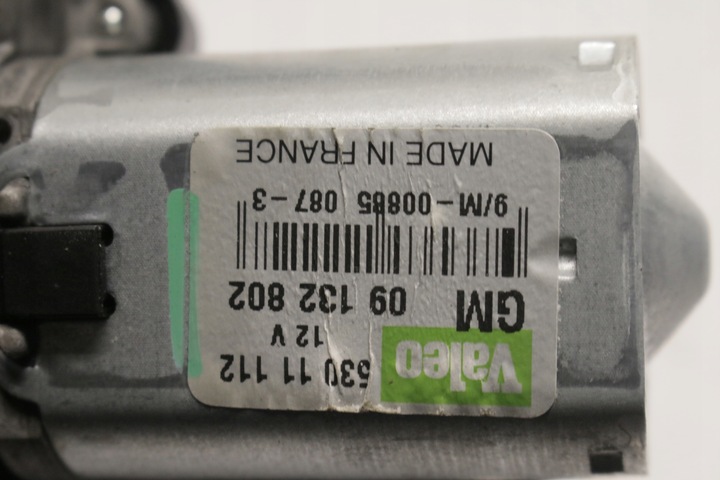 Valeo 530 11 112
12 V
GM 09 132 802
9/M-00885 087-3
MADE IN FRANCE